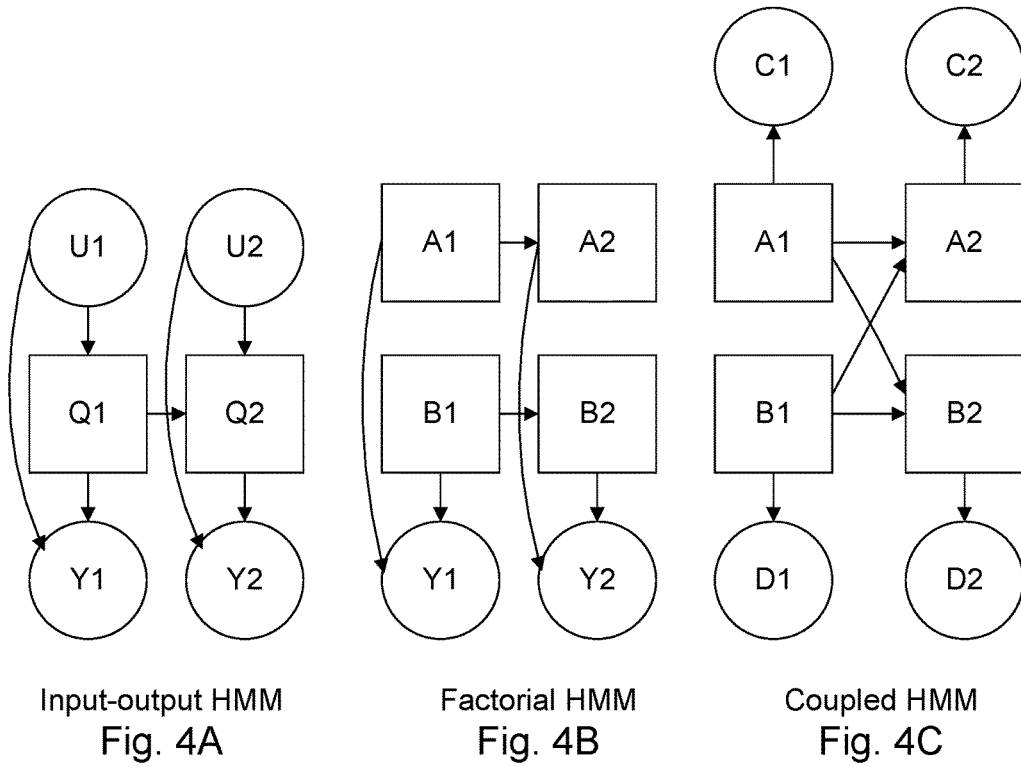 C1 C2
U1 U2 A1 A2 A1 A2
Q1 Q2 B1 B2 B1 B2
Y1 Y2 Y1 Y2 D1 D2
Input-output HMM Factorial HMM Coupled HMM
Fig. 4A Fig. 4B Fig. 4C